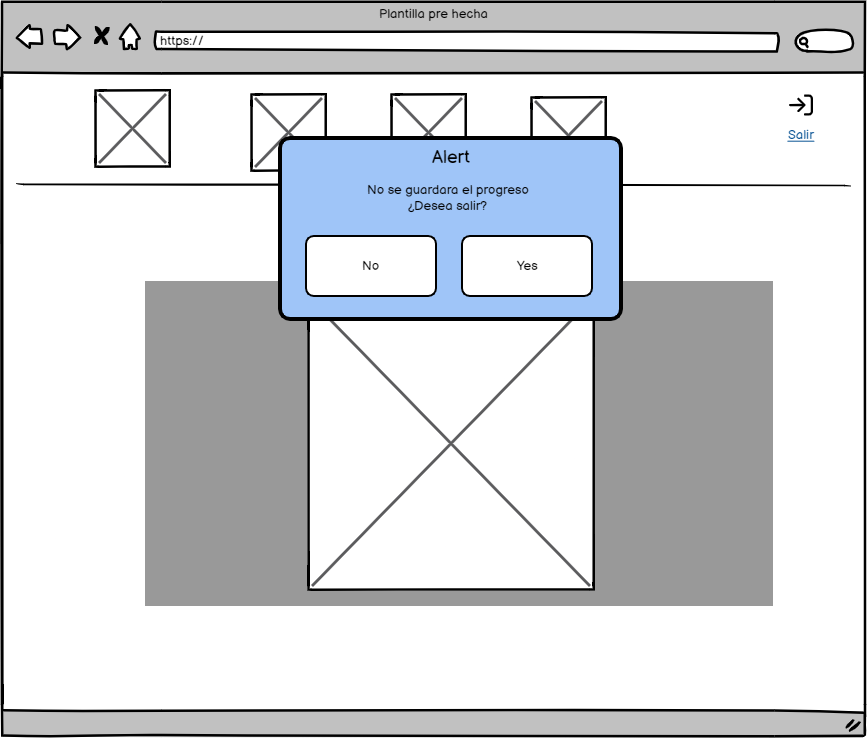 Plantilla pre hecha
https://
Salir
Alert
No se guardara el progreso
¿Desea salir?
No
Yes